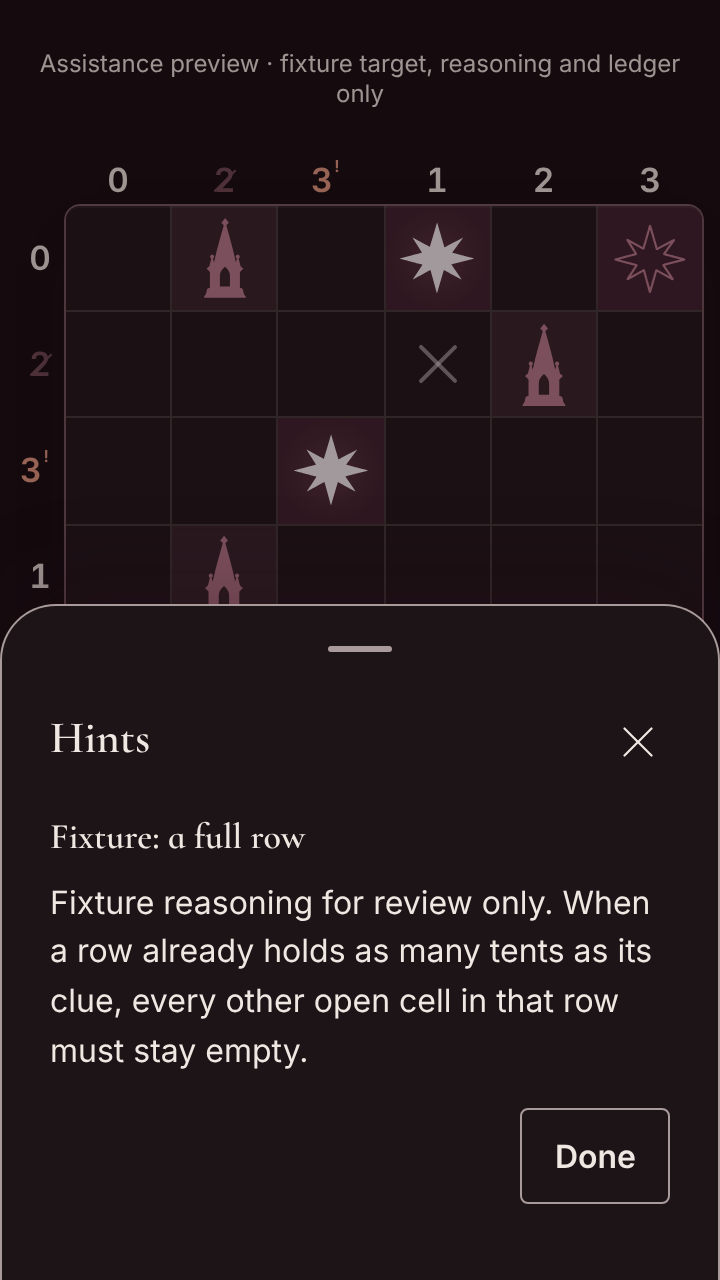 Assistance preview · fixture target, reasoning and ledger
only
0 2 3! 1 2 3
0
2
3!
1
Hints
Fixture: a full row
Fixture reasoning for review only. When
a row already holds as many tents as its
clue, every other open cell in that row
must stay empty.
Done